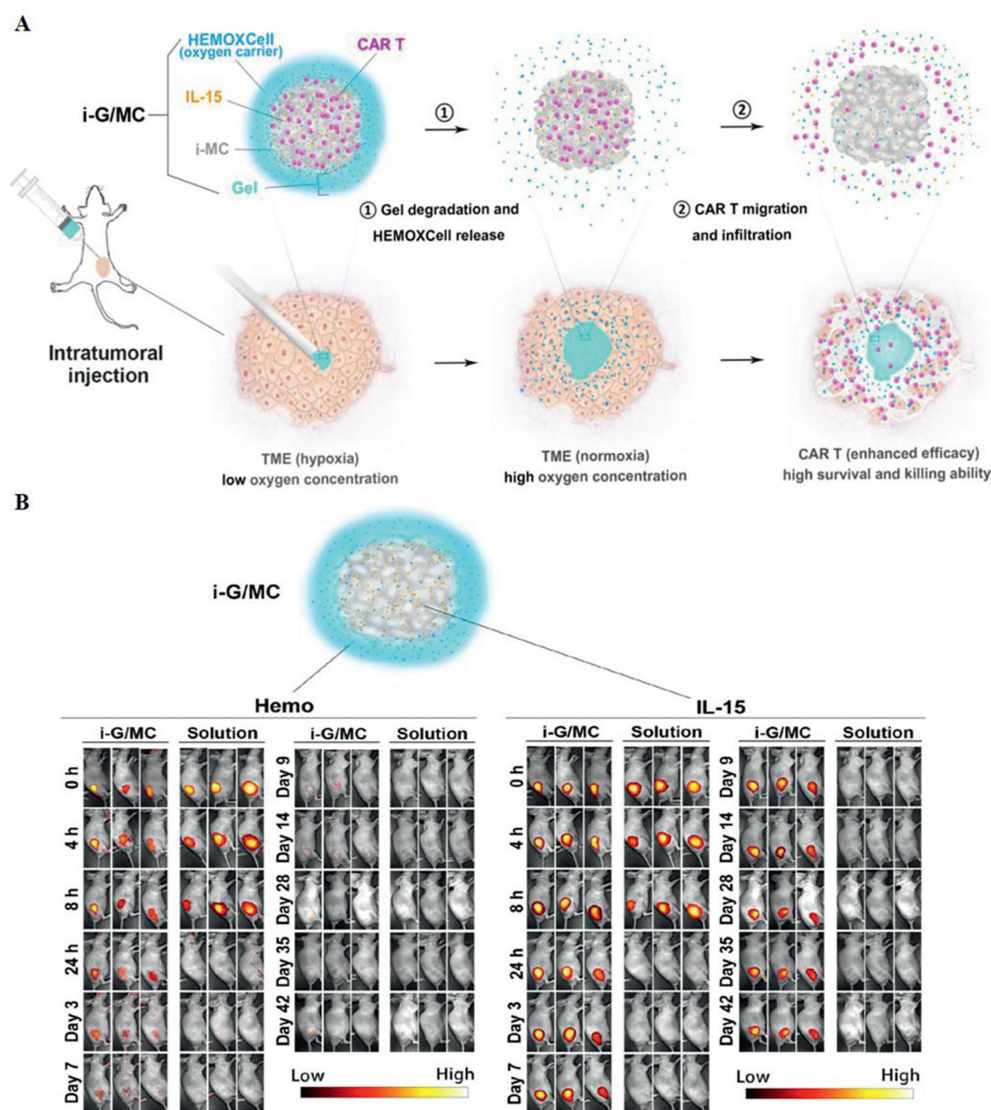 A
HEMOXCell
(oxygen carrier)
CAR T
IL-15
i-G/MC
i-MC
Gel
①
②
① Gel degradation and
HEMOXCell release
② CAR T migration
and infiltration
Intratumoral
injection
TME (hypoxia)
low oxygen concentration
TME (normoxia)
high oxygen concentration
CAR T (enhanced efficacy)
high survival and killing ability
B
i-G/MC
Hemo
i-G/MC Solution i-G/MC Solution
0 h
4 h
8 h
24 h
Day 3
Day 7
Day 9
Day 14
Day 28
Day 35
Day 42
Low High
IL-15
i-G/MC Solution i-G/MC Solution
0 h
4 h
8 h
24 h
Day 3
Day 7
Day 9
Day 14
Day 28
Day 35
Day 42
Low High